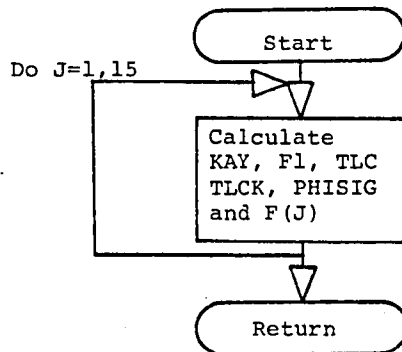 Start
Do J=1,15
Calculate
KAY, F1, TLC
TLCK, PHISIG
and F(J)
Return